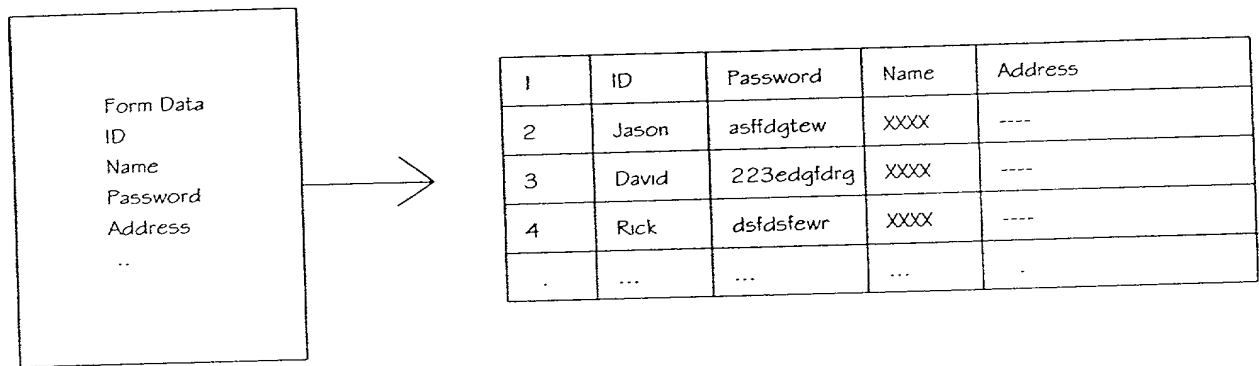 Form Data
ID
Name
Password
Address
..
1 ID Password Name Address
2 Jason asffdgtew XXXX ----
3 David 223edgfdrg XXXX ----
4 Rick dsfdsfewr XXXX ----
. ... ... ... .